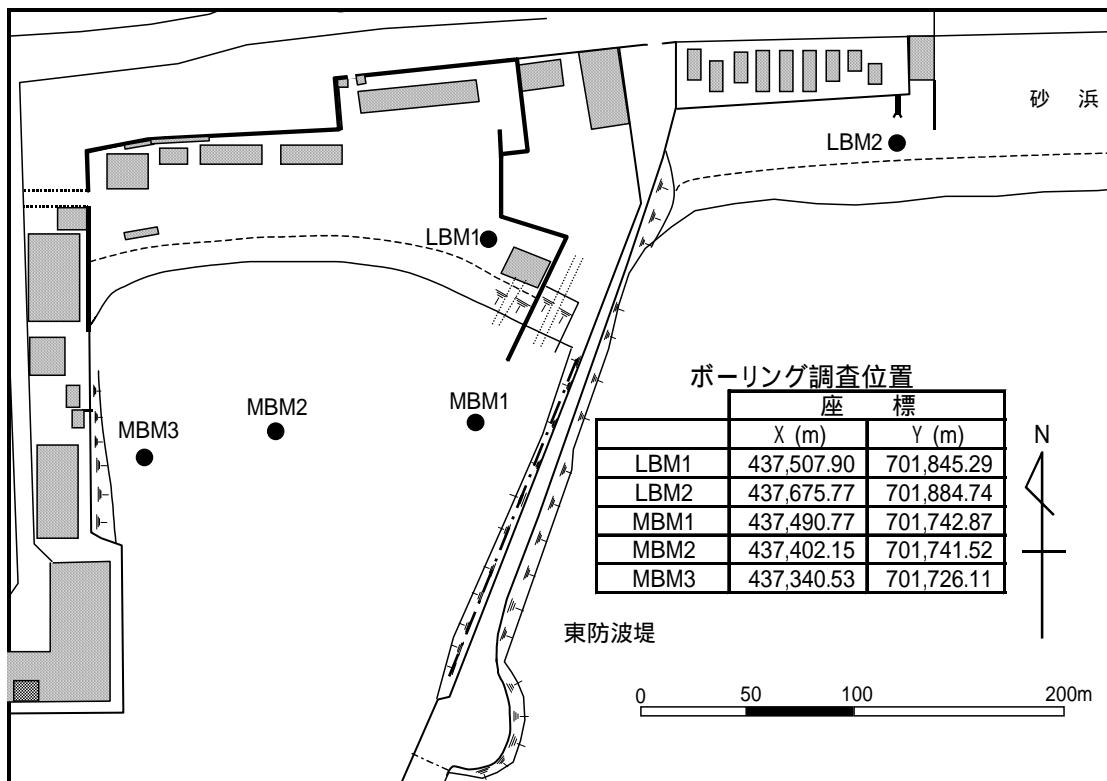 砂 浜
LBM2
LBM1
ボーリング調査位置
座 標
X (m) Y (m)
LBM1 437,507.90 701,845.29
LBM2 437,675.77 701,884.74
MBM1 437,490.77 701,742.87
MBM2 437,402.15 701,741.52
MBM3 437,340.53 701,726.11
MBM1
MBM2
MBM3
N
東防波堤
0 50 100 200m